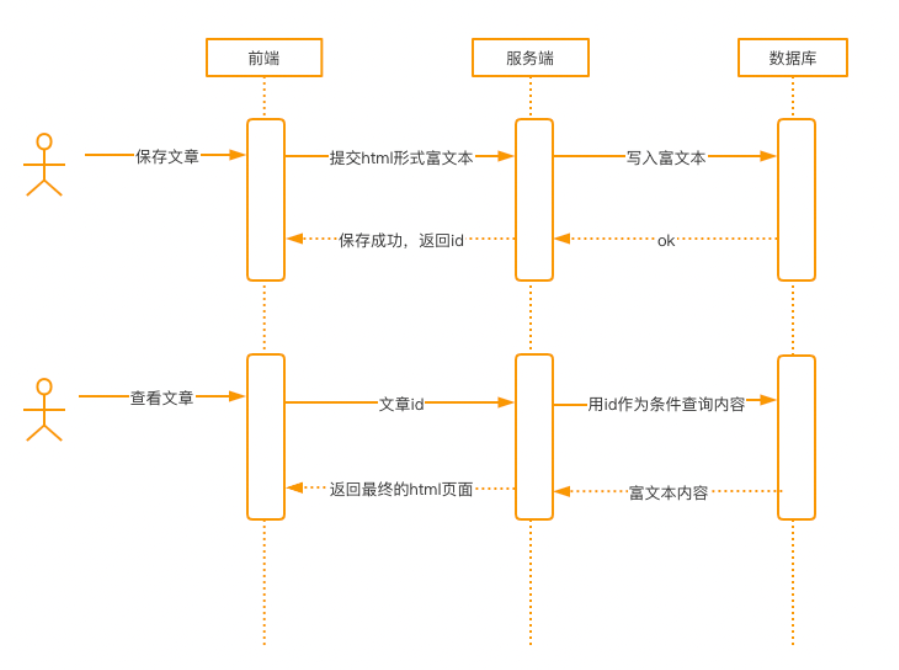 前端
服务端
数据库
保存文章
提交html形式富文本
写入富文本
保存成功，返回id
ok
查看文章
文章id
用id作为条件查询内容
返回最终的html页面
富文本内容